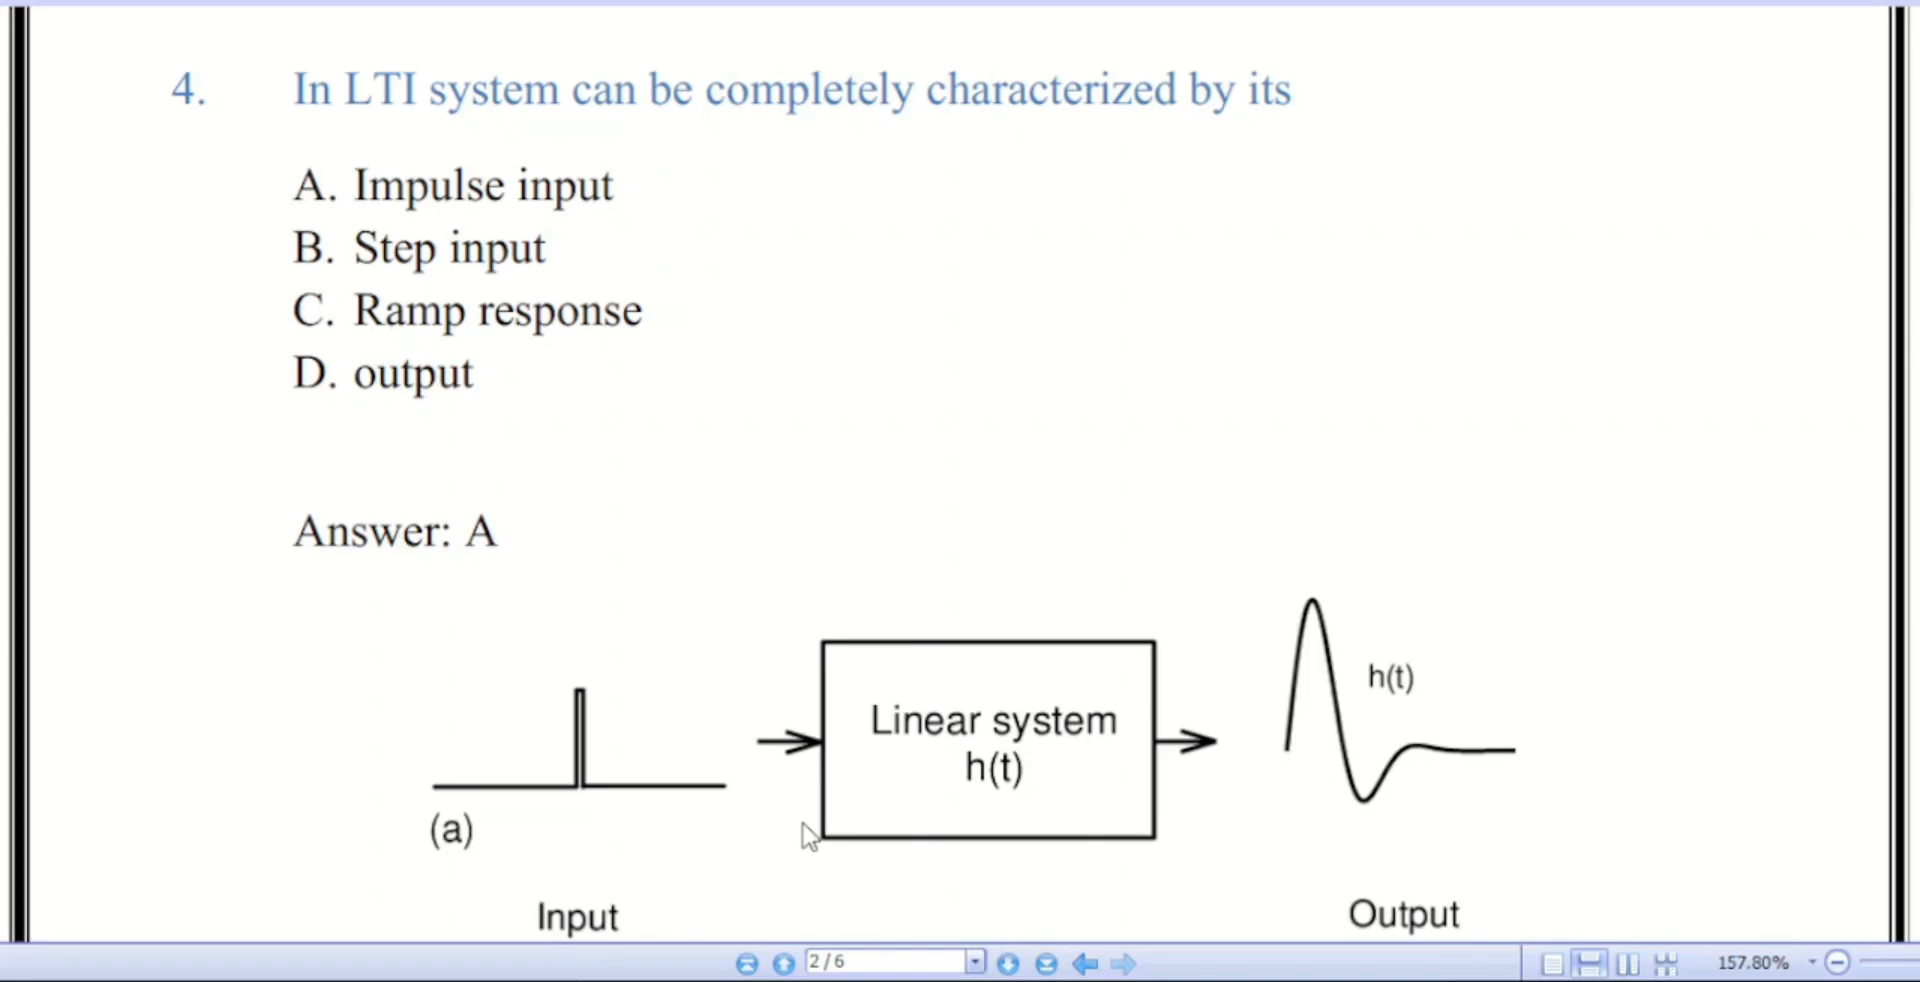 4. In LTI system can be completely characterized by its
A. Impulse input
B. Step input
C. Ramp response
D. output
Answer: A
h(t)
Linear system
h(t)
(a)
Input
Output
2 / 6
157.80%